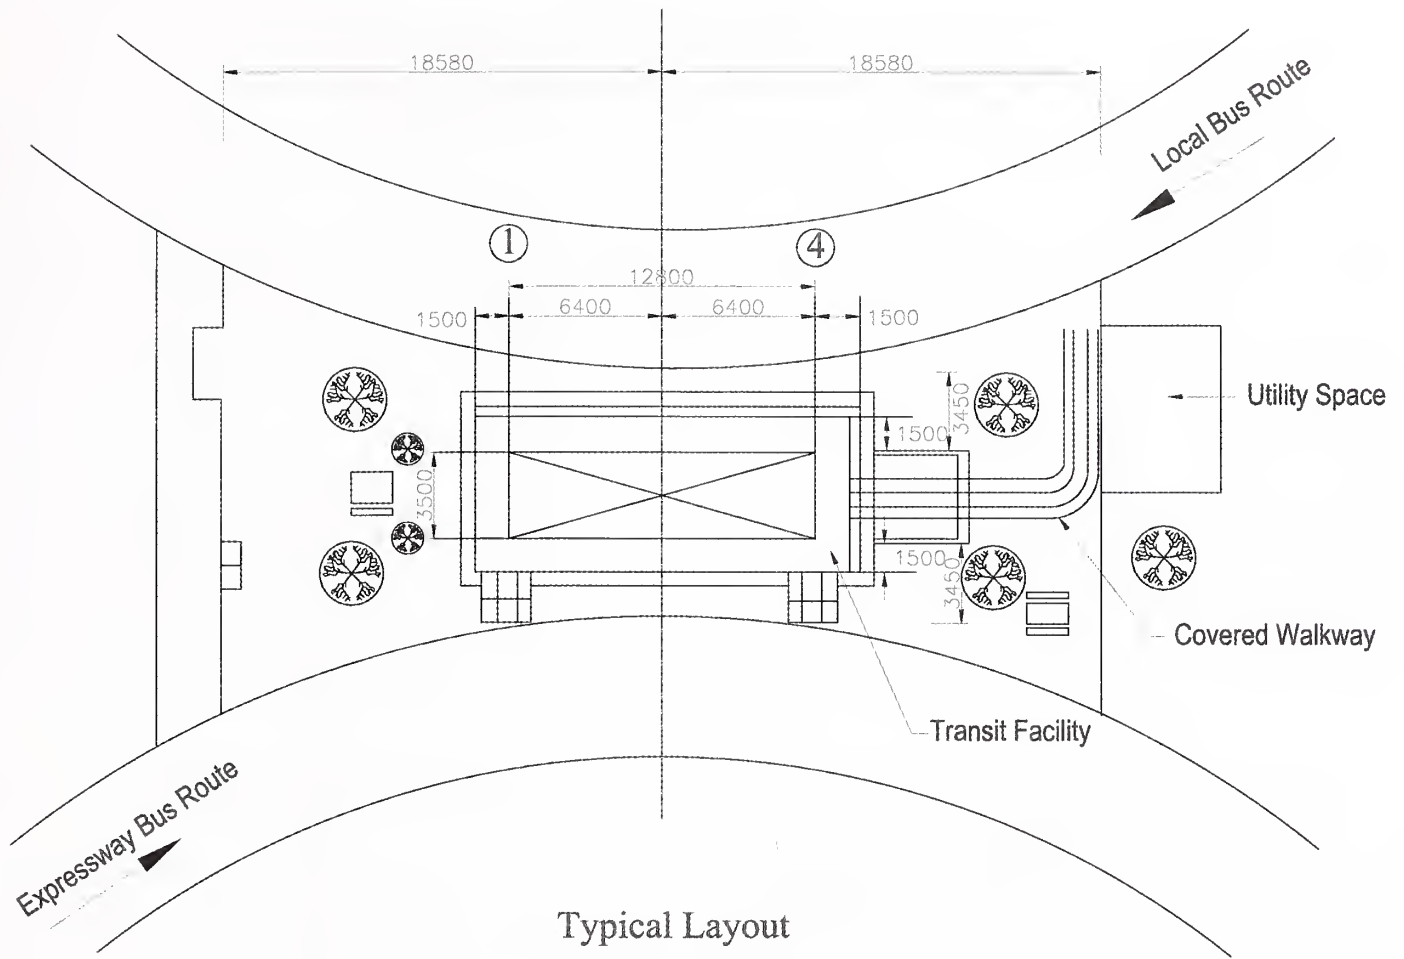 18580
18580
Local Bus Route
1
4
12800
6400
6400
1500
1500
3450
Utility Space
1500
3500
1500
3450
Covered Walkway
Transit Facility
Expressway Bus Route
Typical Layout